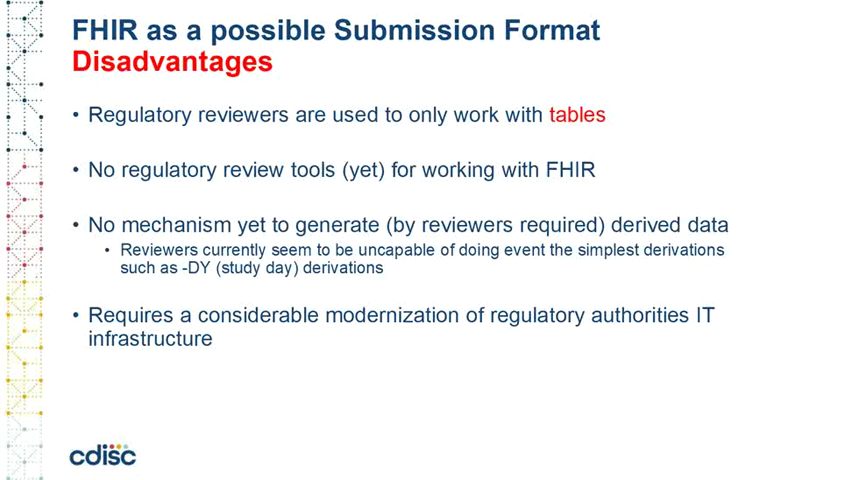 FHIR as a possible Submission Format
Disadvantages
• Regulatory reviewers are used to only work with tables
• No regulatory review tools (yet) for working with FHIR
• No mechanism yet to generate (by reviewers required) derived data
• Reviewers currently seem to be uncapable of doing event the simplest derivations
such as -DY (study day) derivations
• Requires a considerable modernization of regulatory authorities IT
infrastructure
cdisc